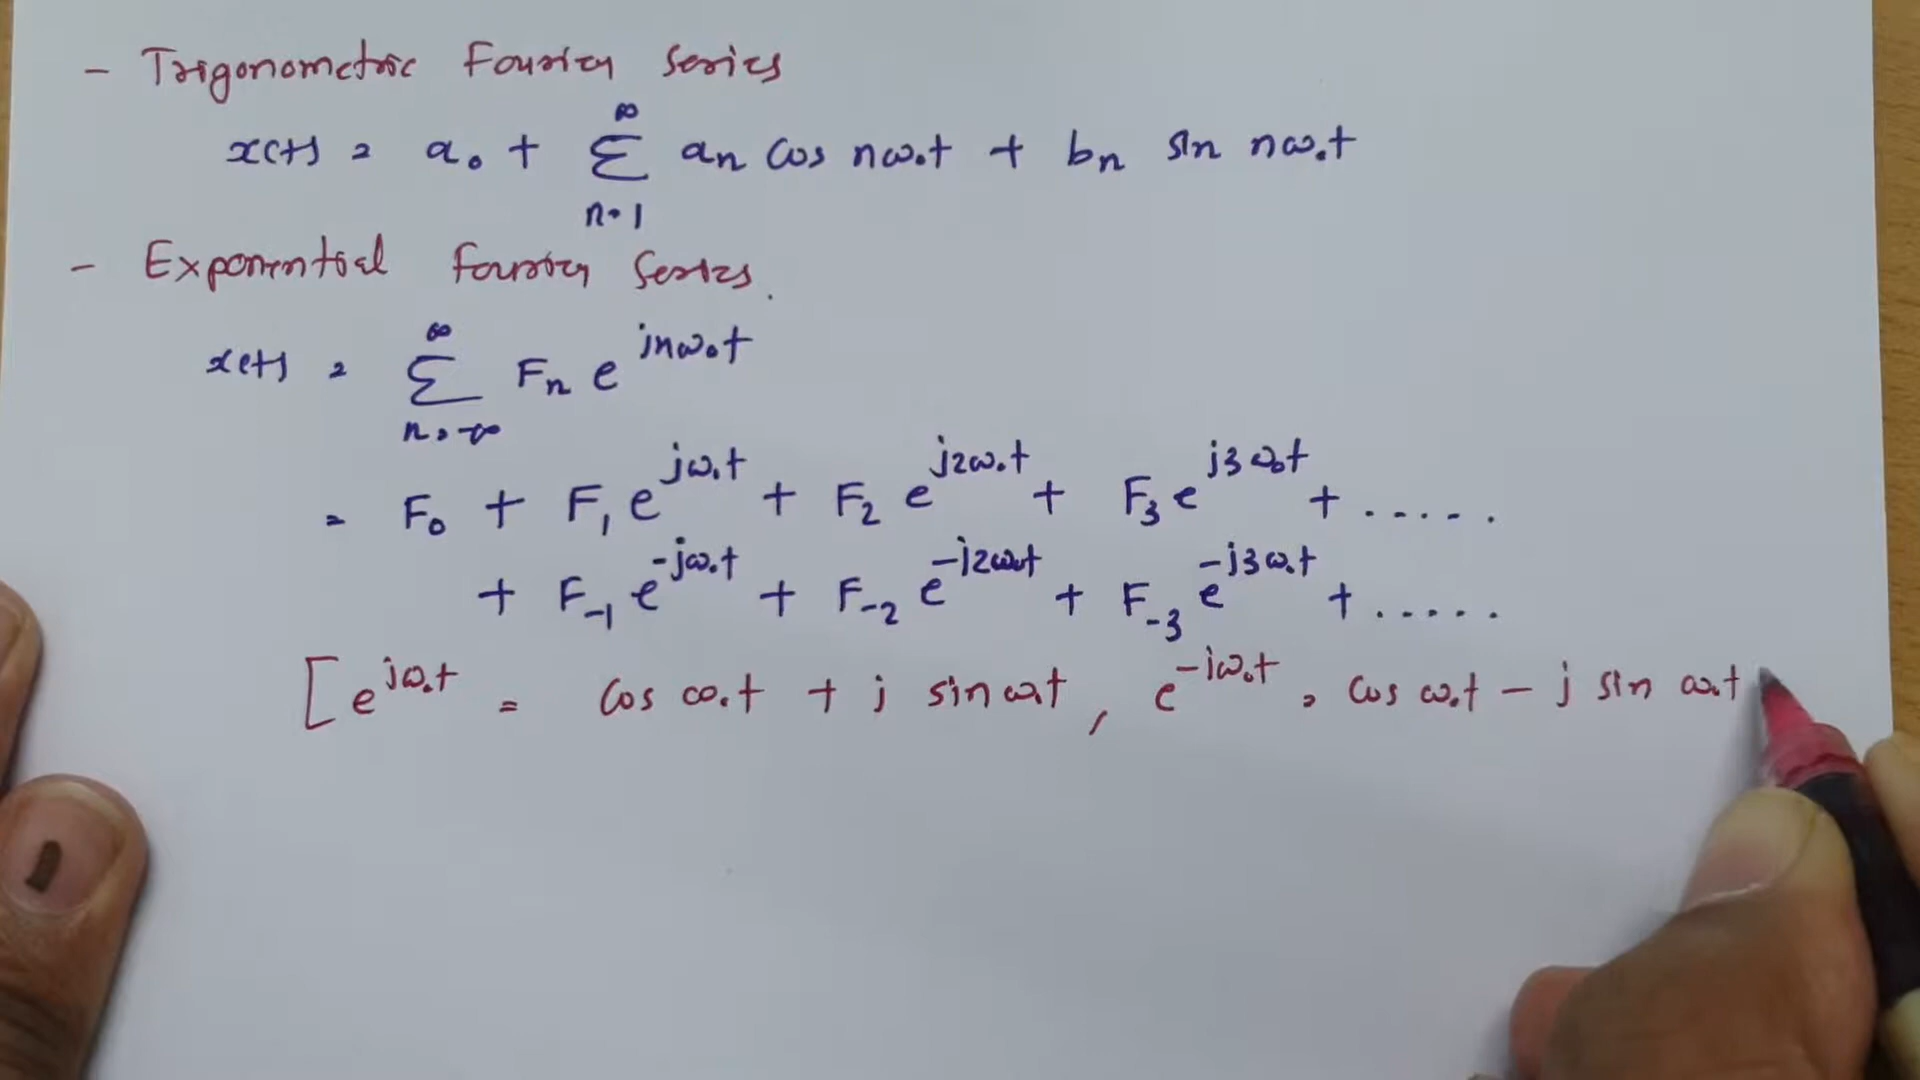 - Trigonometric Fourier Series
x(t) = a₀ + ∑ aₙ cos nω₀t + bₙ sin nω₀t
∞
n=1
- Exponential Fourier Series.
x(t) = ∑ Fₙ e^{jnω₀t}
∞
n=-∞
= F₀ + F₁ e^{jω₀t} + F₂ e^{j2ω₀t} + F₃ e^{j3ω₀t} + .....
+ F₋₁ e^{-jω₀t} + F₋₂ e^{-j2ω₀t} + F₋₃ e^{-j3ω₀t} + .....
[ e^{jω₀t} = cos ω₀t + j sin ω₀t, e^{-jω₀t} = cos ω₀t - j sin ω₀t